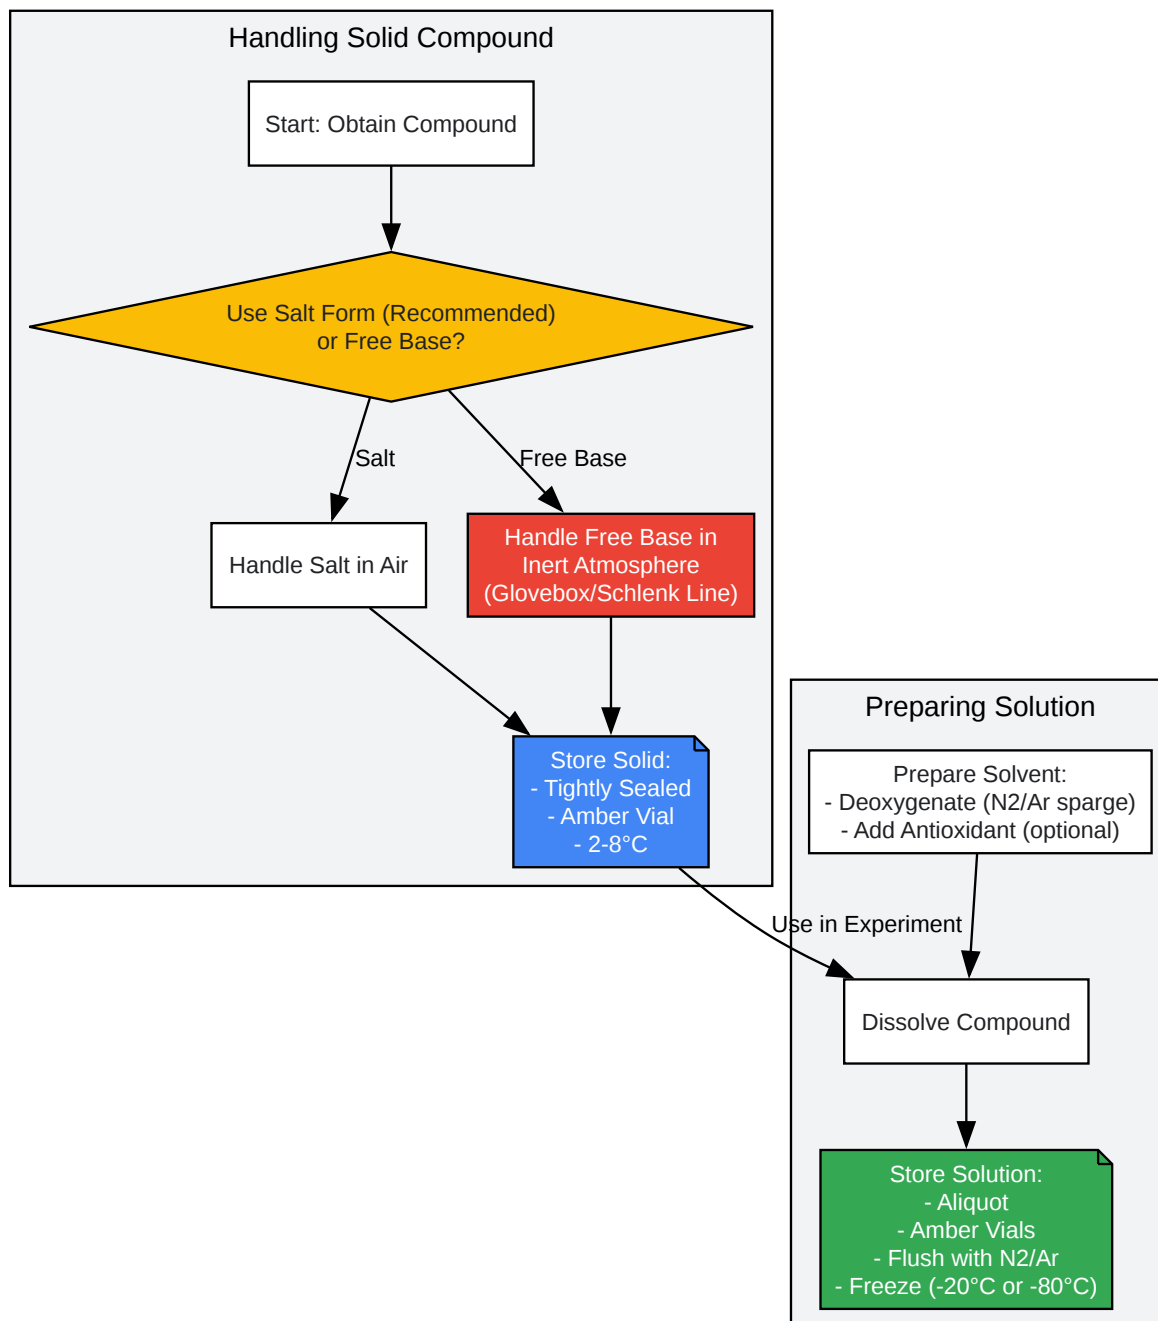 Handling Solid Compound
Start: Obtain Compound
Use Salt Form (Recommended)
or Free Base?
Salt
Free Base
Handle Salt in Air
Handle Free Base in
Inert Atmosphere
(Glovebox/Schlenk Line)
Store Solid:
- Tightly Sealed
- Amber Vial
- 2-8°C
Preparing Solution
Prepare Solvent:
- Deoxygenate (N2/Ar sparge)
- Add Antioxidant (optional)
Use in Experiment
Dissolve Compound
Store Solution:
- Aliquot
- Amber Vials
- Flush with N2/Ar
- Freeze (-20°C or -80°C)